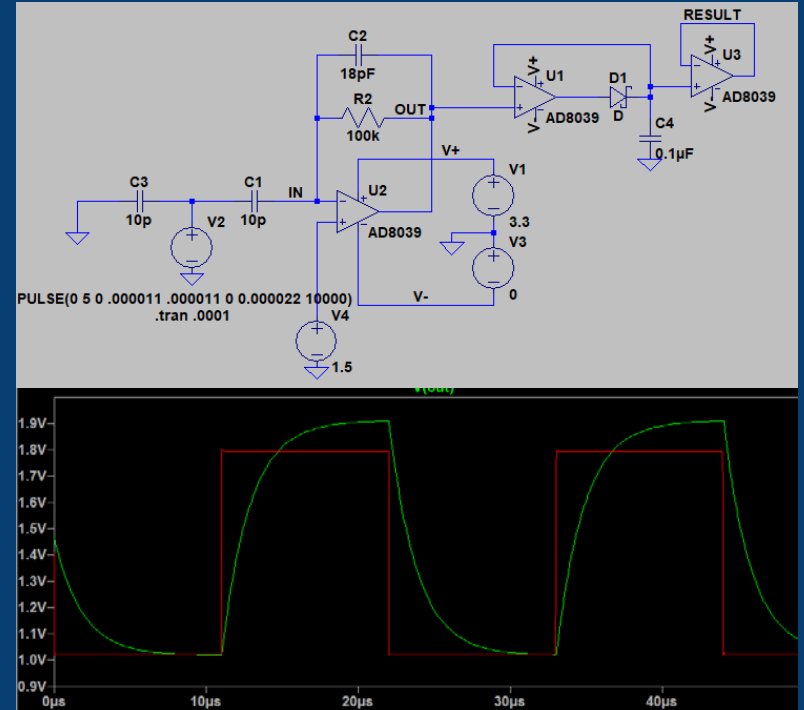 RESULT
C2
18pF
R2
100k
OUT
V+
U1
V-
AD8039
D1
D
V+
U3
V-
AD8039
C4
0.1µF
C3
10p
C1
10p
IN
V2
U2
AD8039
V+
V1
3.3
V3
0
V-
PULSE(0 5 0 .000011 .000011 0 0.000022 10000)
.tran .0001
V4
1.5
V(out)
1.9V
1.8V
1.7V
1.6V
1.5V
1.4V
1.3V
1.2V
1.1V
1.0V
0.9V
0µs 10µs 20µs 30µs 40µs